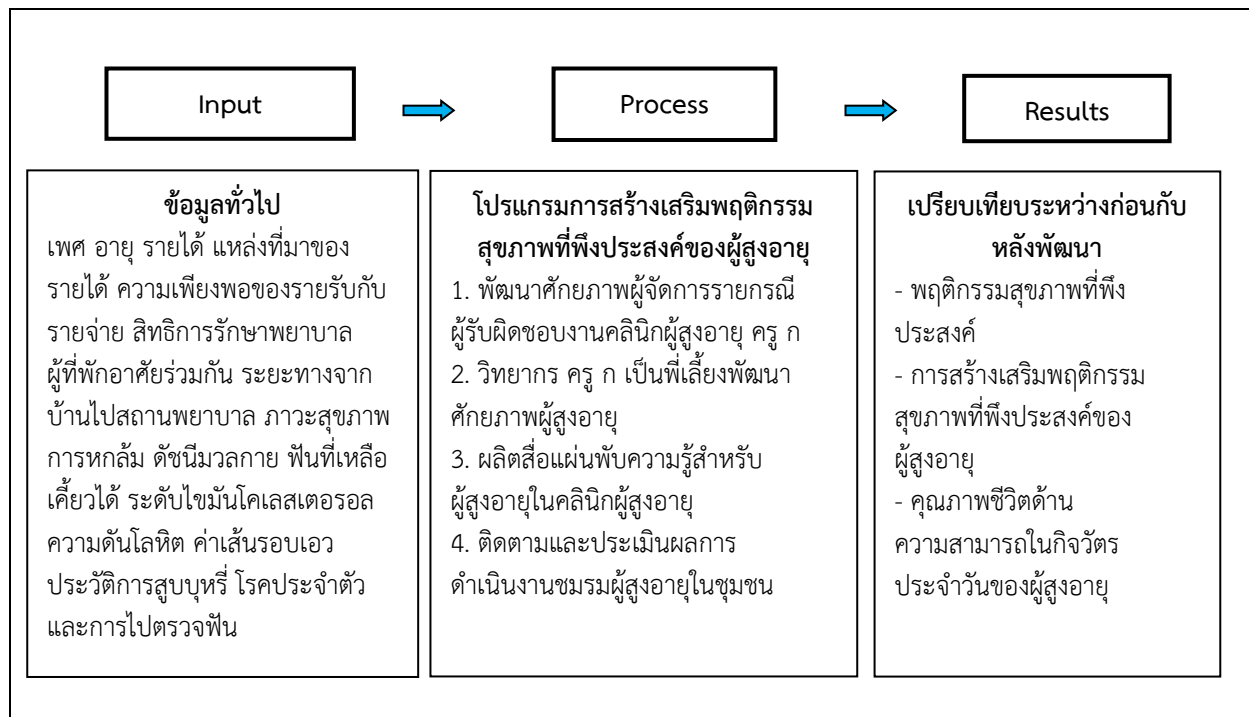 Input
Process
Results
ข้อมูลทั่วไป
เพศ อายุ รายได้ แหล่งที่มาของ
รายได้ ความเพียงพอของรายรับกับ
รายจ่าย สิทธิการรักษาพยาบาล
ผู้ที่พักอาศัยร่วมกัน ระยะทางจาก
บ้านไปสถานพยาบาล ภาวะสุขภาพ
การหกล้ม ดัชนีมวลกาย ฟันที่เหลือ
เคี้ยวได้ ระดับไขมันโคเลสเตอรอล
ความดันโลหิต ค่าเส้นรอบเอว
ประวัติการสูบบุหรี่ โรคประจำตัว
และการไปตรวจฟัน
โปรแกรมการสร้างเสริมพฤติกรรม
สุขภาพที่พึงประสงค์ของผู้สูงอายุ
1. พัฒนาศักยภาพผู้จัดการรายกรณี
ผู้รับผิดชอบงานคลินิกผู้สูงอายุ ครู ก
2. วิทยากร ครู ก เป็นพี่เลี้ยงพัฒนา
ศักยภาพผู้สูงอายุ
3. ผลิตสื่อแผ่นพับความรู้สำหรับ
ผู้สูงอายุในคลินิกผู้สูงอายุ
4. ติดตามและประเมินผลการ
ดำเนินงานชมรมผู้สูงอายุในชุมชน
เปรียบเทียบระหว่างก่อนกับ
หลังพัฒนา
- พฤติกรรมสุขภาพที่พึง
ประสงค์
- การสร้างเสริมพฤติกรรม
สุขภาพที่พึงประสงค์ของ
ผู้สูงอายุ
- คุณภาพชีวิตด้าน
ความสามารถในกิจวัตร
ประจำวันของผู้สูงอายุ